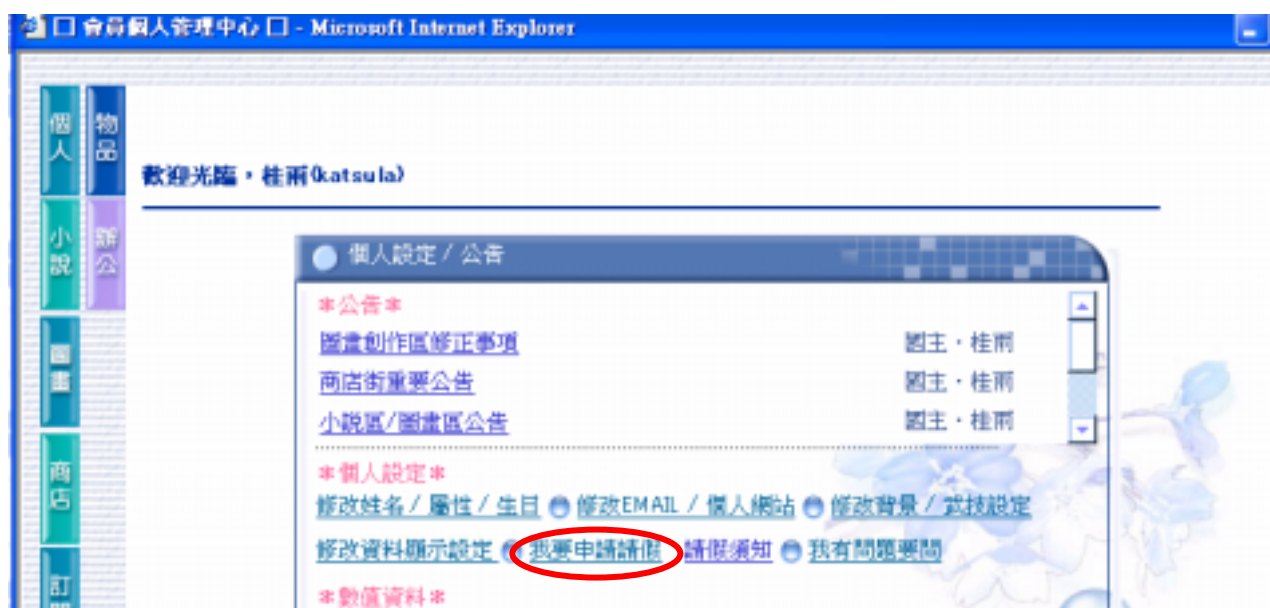 □ 會員個人管理中心 □ - Microsoft Internet Explorer
個人
物品
歡迎光臨，桂雨(katsula)
小說
辦公
個人設定 / 公告
*公告*
圖畫創作區修正事項 國主・桂雨
商店街重要公告 國主・桂雨
小說區/圖畫區公告 國主・桂雨
圖畫
*個人設定*
商店
修改姓名 / 屬性 / 生日 修改EMAIL / 個人網站 修改背景 / 武技設定
修改資料顯示設定 我要申請請假 請假須知 我有問題要問
*數值資料*